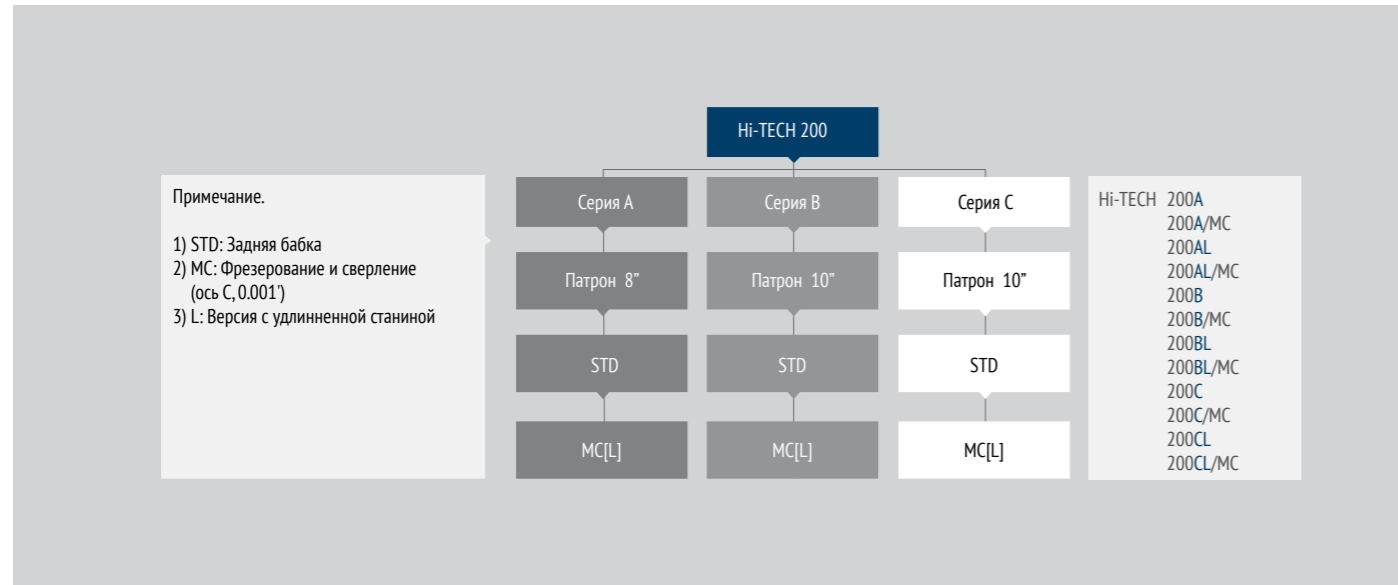 Hi-TECH 200
Примечание.
1) STD: Задняя бабка
2) MC: Фрезерование и сверление
(ось C, 0.001')
3) L: Версия с удлинненной станиной
Серия A
Патрон 8”
STD
MC[L]
Серия B
Патрон 10”
STD
MC[L]
Серия C
Патрон 10”
STD
MC[L]
Hi-TECH 200A
200A/MC
200AL
200AL/MC
200B
200B/MC
200BL
200BL/MC
200C
200C/MC
200CL
200CL/MC